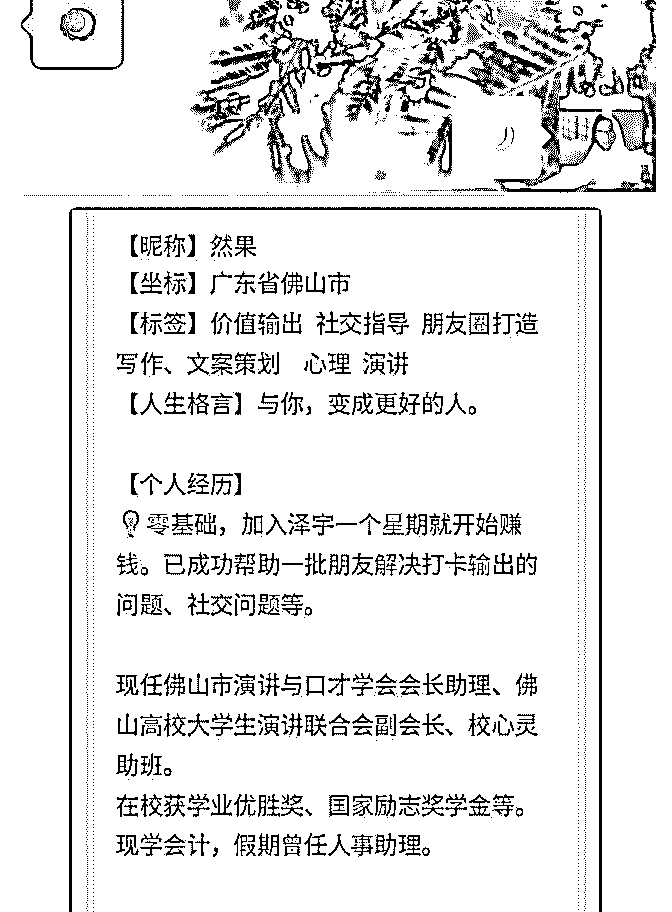 【昵称】然果
【坐标】广东省佛山市
【标签】价值输出 社交指导 朋友圈打造
写作、文案策划 心理 演讲
【人生格言】与你，变成更好的人。
【个人经历】
💡零基础，加入泽宇一个星期就开始赚
钱。已成功帮助一批朋友解决打卡输出的
问题、社交问题等。
现任佛山市演讲与口才学会会长助理、佛
山高校大学生演讲联合会副会长、校心灵
助班。
在校获学业优胜奖、国家励志奖学金等。
现学会计，假期曾任人事助理。